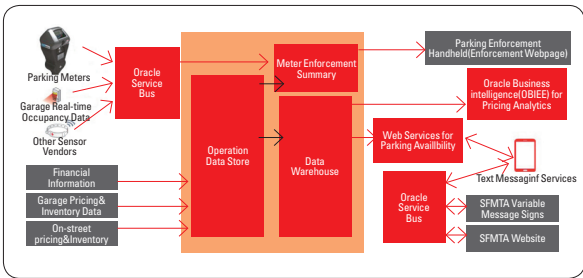 Parking Meters
Garage Real-time
Occupancy Data
Other Sensor
Vendors
Oracle
Service
Bus
Financial
Information
Garage Pricing&
Inventory Data
On-street
pricing&Inventory
Operation
Data Store
Meter Enforcement
Summary
Data
Warehouse
Parking Enforcement
Handheld(Enforcement Webpage)
Oracle Business
intelligence(OBIEE) for
Pricing Analytics
Web Services for
Parking Availlbility
Text Messaginf Services
Oracle
Service
Bus
SFMTA Variable
Message Signs
SFMTA Website